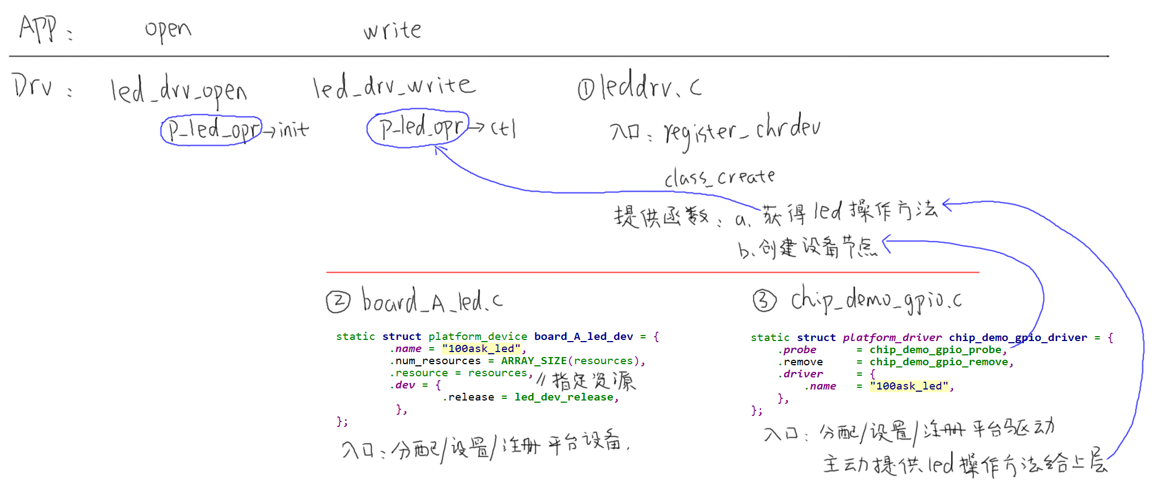 App: open write
Drv: led_drv_open led_drv_write ①leddrv.c
p_led_opr→init p_led_opr→ctl 入口: register_chrdev
class_create
提供函数: a. 获得led操作方法
b.创建设备节点
② board_A_led.c
static struct platform_device board_A_led_dev = {
.name = "100ask_led",
.num_resources = ARRAY_SIZE(resources),
.resource = resources, //指定资源
.dev = {
.release = led_dev_release,
},
};
入口: 分配/设置/注册平台设备.
③ chip_demo_gpio.c
static struct platform_driver chip_demo_gpio_driver = {
.probe = chip_demo_gpio_probe,
.remove = chip_demo_gpio_remove,
.driver = {
.name = "100ask_led",
},
};
入口: 分配/设置/注册平台驱动
主动提供led操作方法给上层